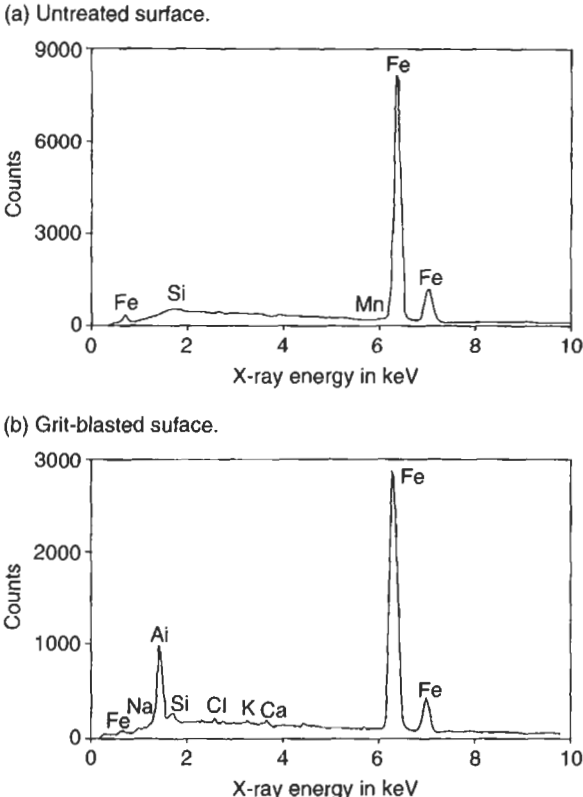 (a) Untreated surface.
9000
Fe
6000
Counts
3000
Fe
Fe
Si
Mn
0
0 2 4 6 8 10
X-ray energy in keV
(b) Grit-blasted suface.
3000
Fe
2000
Counts
Ai
1000
Fe
Na
Si
Cl
K
Ca
Fe
0
0 2 4 6 8 10
X-ray energy in keV